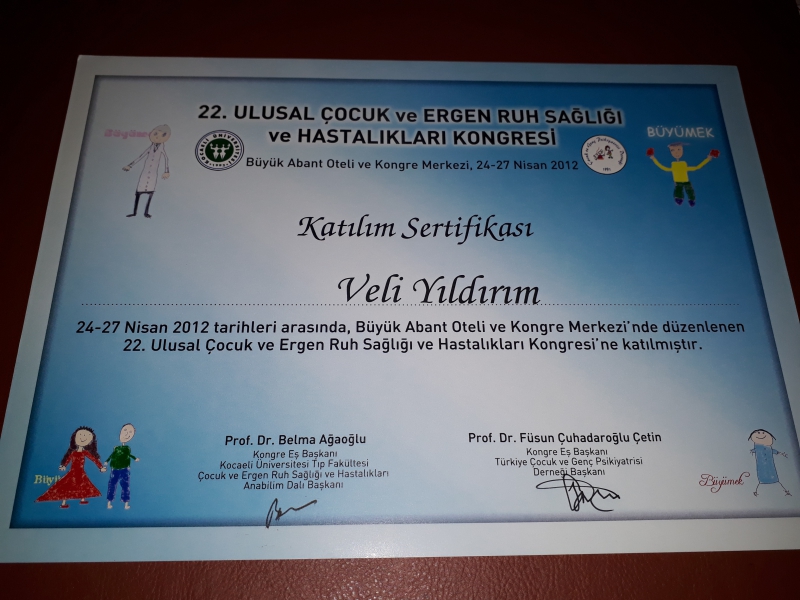 22. ULUSAL ÇOCUK ve ERGEN RUH SAĞLIĞI
ve HASTALIKLARI KONGRESİ
Büyük Abant Oteli ve Kongre Merkezi, 24-27 Nisan 2012
BÜYÜMEK
Katılım Sertifikası
Veli Yıldırım
24-27 Nisan 2012 tarihleri arasında, Büyük Abant Oteli ve Kongre Merkezi'nde düzenlenen
22. Ulusal Çocuk ve Ergen Ruh Sağlığı ve Hastalıkları Kongresi'ne katılmıştır.
Prof. Dr. Belma Ağaoğlu
Kongre Eş Başkanı
Kocaeli Üniversitesi Tıp Fakültesi
Çocuk ve Ergen Ruh Sağlığı ve Hastalıkları
Anabilim Dalı Başkanı
Prof. Dr. Füsun Çuhadaroğlu Çetin
Kongre Eş Başkanı
Türkiye Çocuk ve Genç Psikiyatrisi
Derneği Başkanı
Büyümek